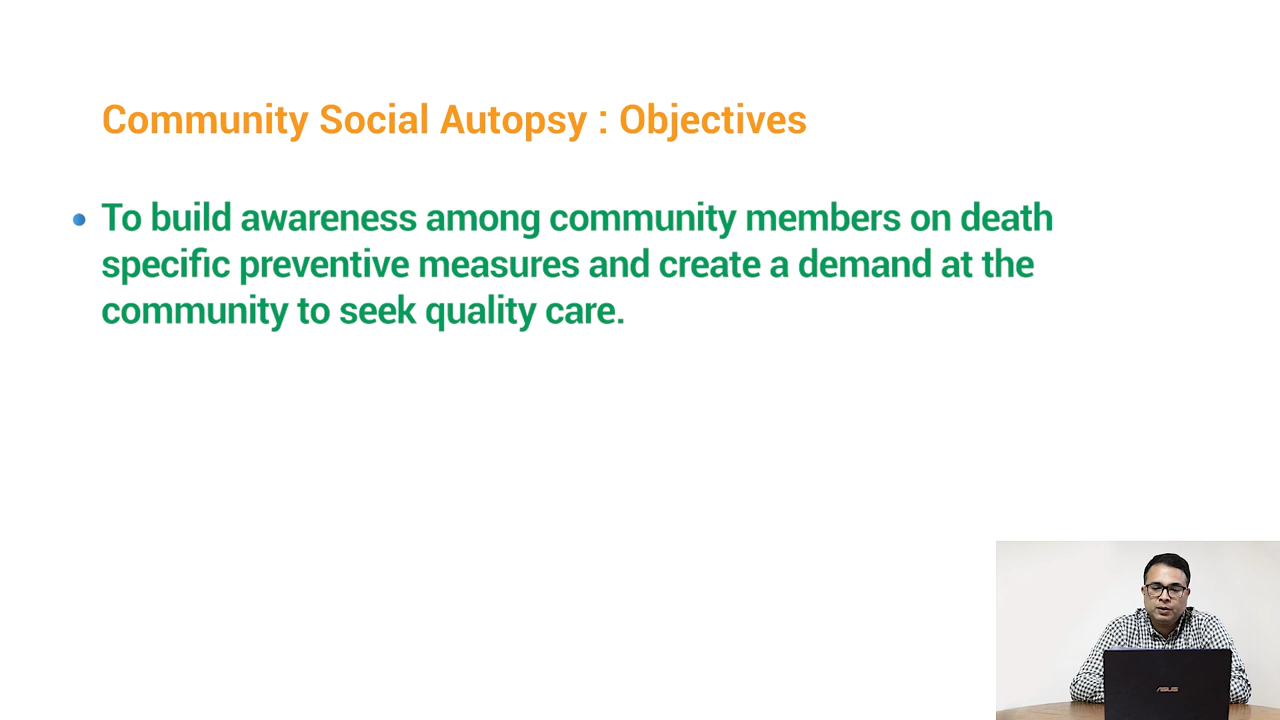 Community Social Autopsy : Objectives
• To build awareness among community members on death
specific preventive measures and create a demand at the
community to seek quality care.
ASUS